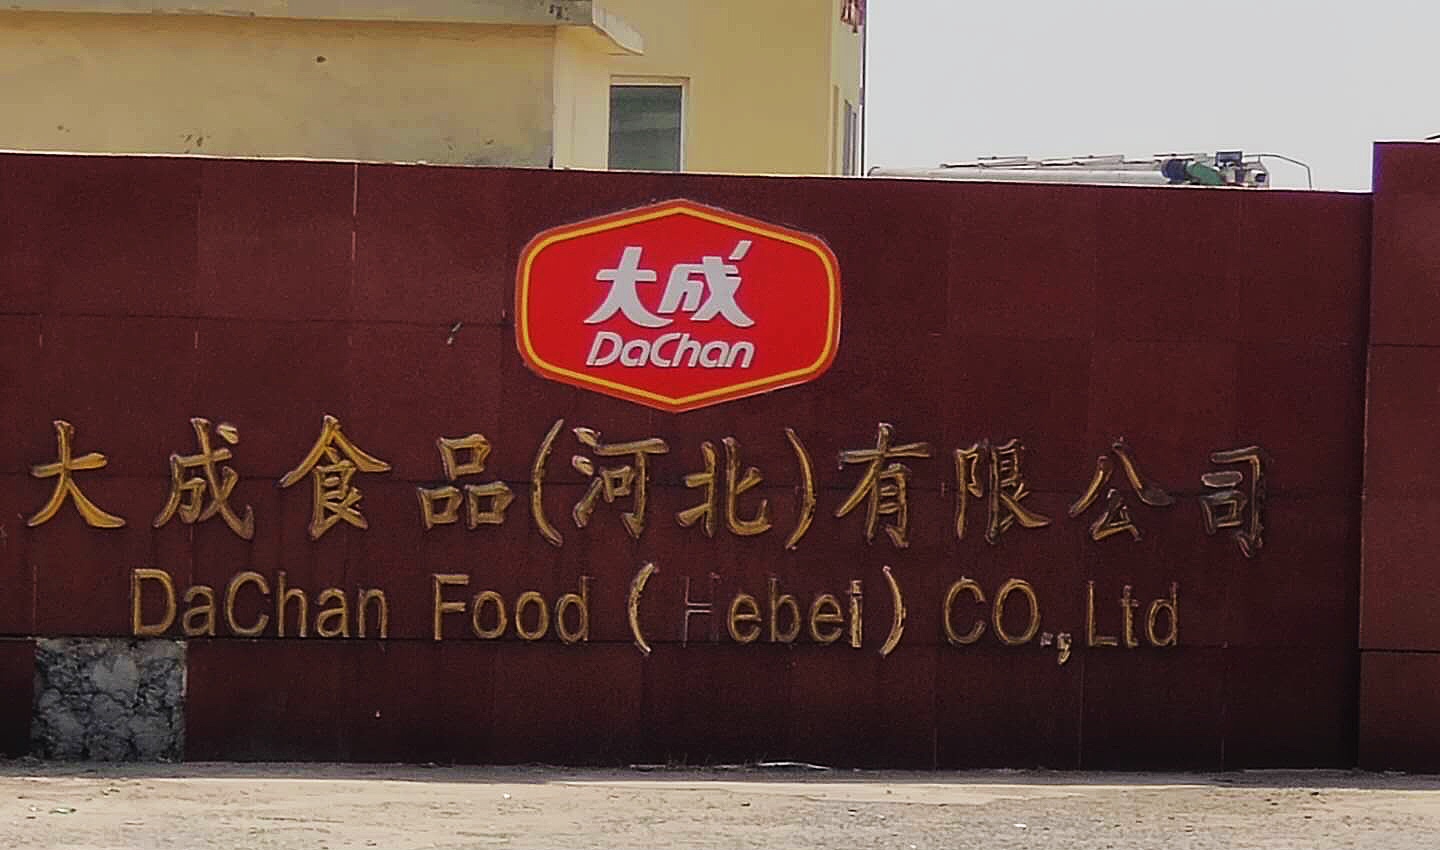 大成
DaChan
大成食品(河北)有限公司
DaChan Food (Hebei) CO.,Ltd